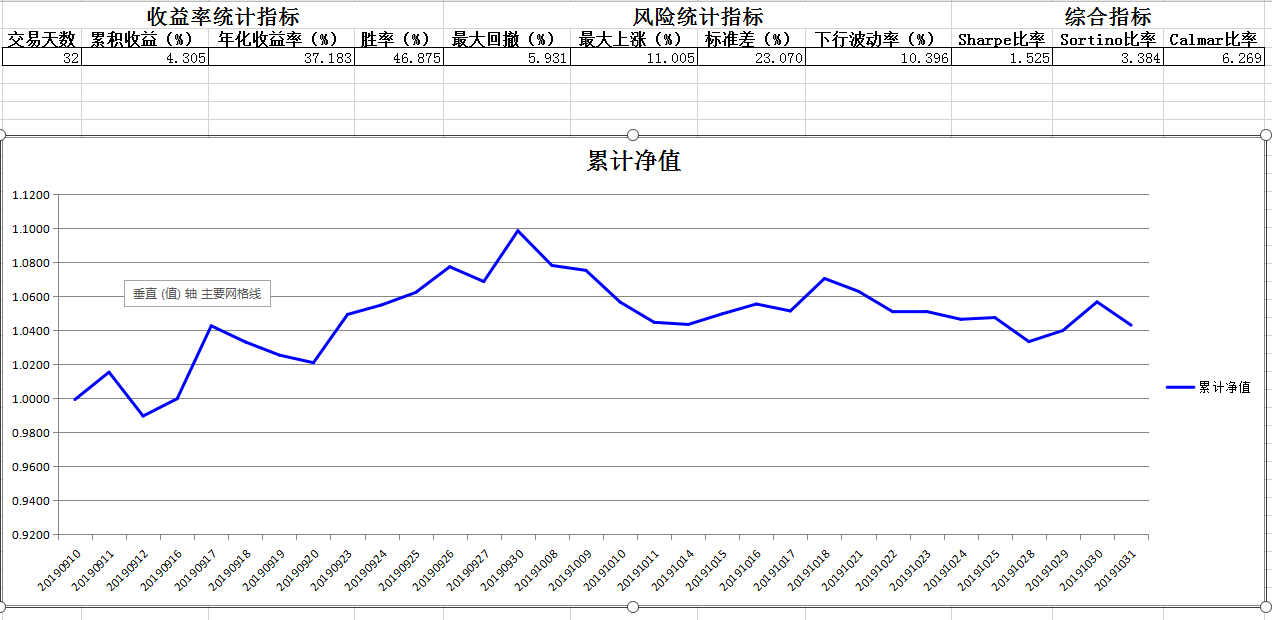 收益率统计指标 风险统计指标 综合指标
交易天数 累积收益（%） 年化收益率（%） 胜率（%） 最大回撤（%） 最大上涨（%） 标准差（%） 下行波动率（%） Sharpe比率 Sortino比率 Calmar比率
32 4.305 37.183 46.875 5.931 11.005 23.070 10.396 1.525 3.384 6.269
累计净值
1.1200
1.1000
1.0800
1.0600
垂直 (值) 轴 主要网格线
1.0400
1.0200
1.0000
累计净值
0.9800
0.9600
0.9400
0.9200
20190910 20190911 20190912 20190916 20190917 20190918 20190919 20190920 20190923 20190924 20190925 20190926 20190927 20190930 20191008 20191009 20191010 20191011 20191014 20191015 20191016 20191017 20191018 20191021 20191022 20191023 20191024 20191025 20191028 20191029 20191030 20191031